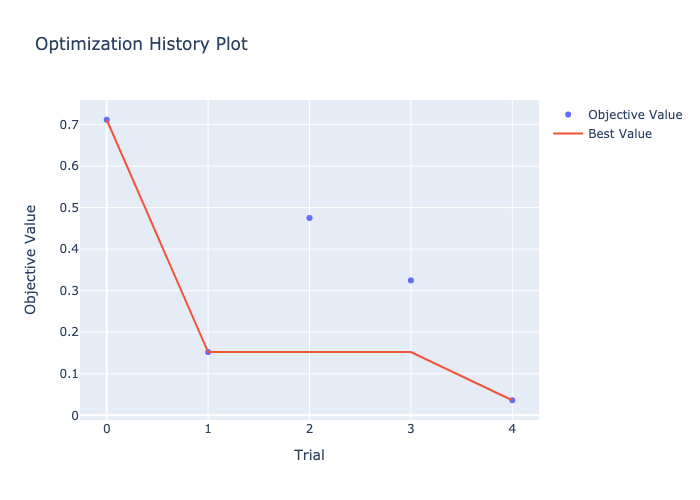 Optimization History Plot
Objective Value
Best Value
0.7
0.6
0.5
0.4
0.3
0.2
0.1
0
Objective Value
0 1 2 3 4
Trial